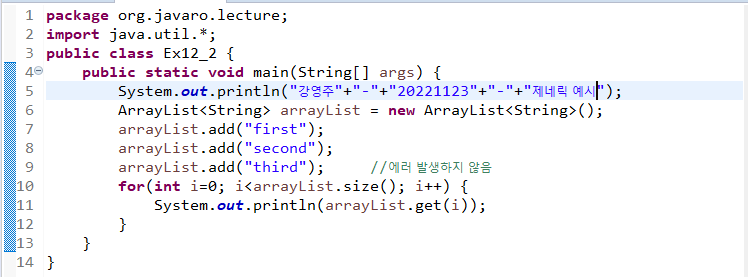 1 package org.javaro.lecture;
2 import java.util.*;
3 public class Ex12_2 {
4 public static void main(String[] args) {
5 System.out.println("강영주"+"-"+"20221123"+"-"+"제네릭 예시");
6 ArrayList<String> arrayList = new ArrayList<String>();
7 arrayList.add("first");
8 arrayList.add("second");
9 arrayList.add("third"); //에러 발생하지 않음
10 for(int i=0; i<arrayList.size(); i++) {
11 System.out.println(arrayList.get(i));
12 }
13 }
14 }